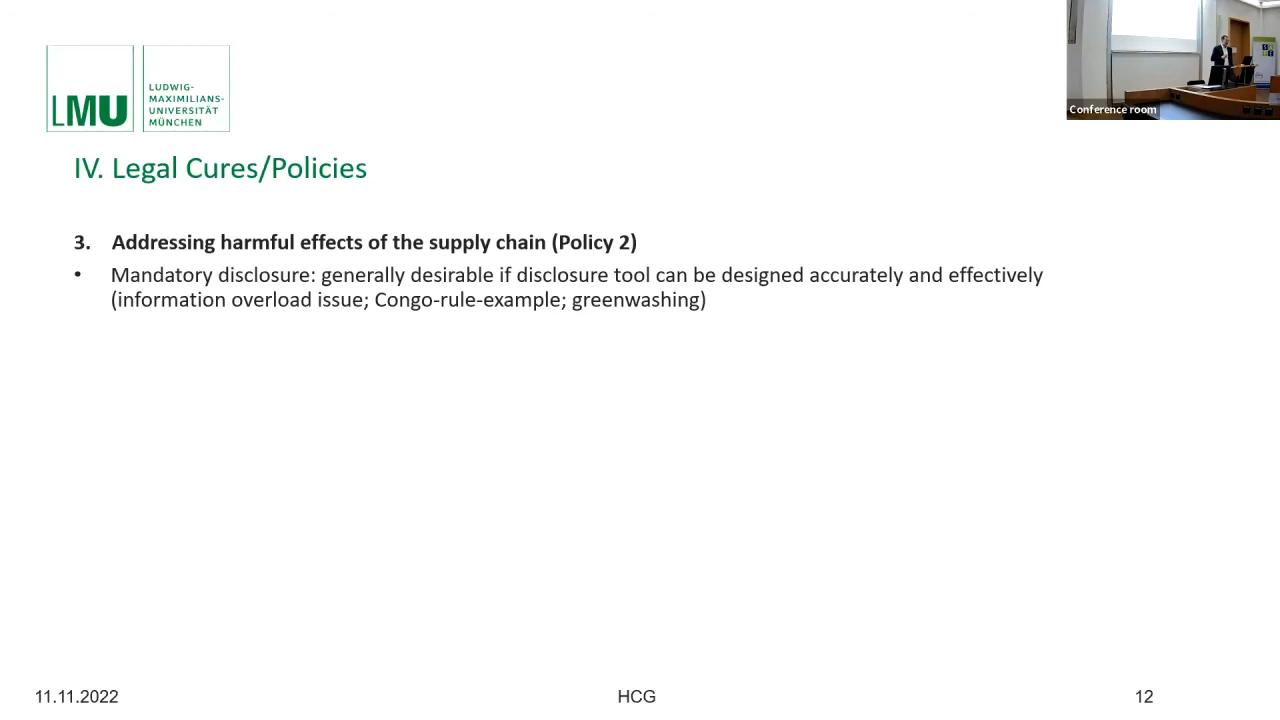 LMU
LUDWIG-
MAXIMILIANS-
UNIVERSITÄT
MÜNCHEN
Conference room
IV. Legal Cures/Policies
3. Addressing harmful effects of the supply chain (Policy 2)
• Mandatory disclosure: generally desirable if disclosure tool can be designed accurately and effectively
(information overload issue; Congo-rule-example; greenwashing)
11.11.2022
HCG
12